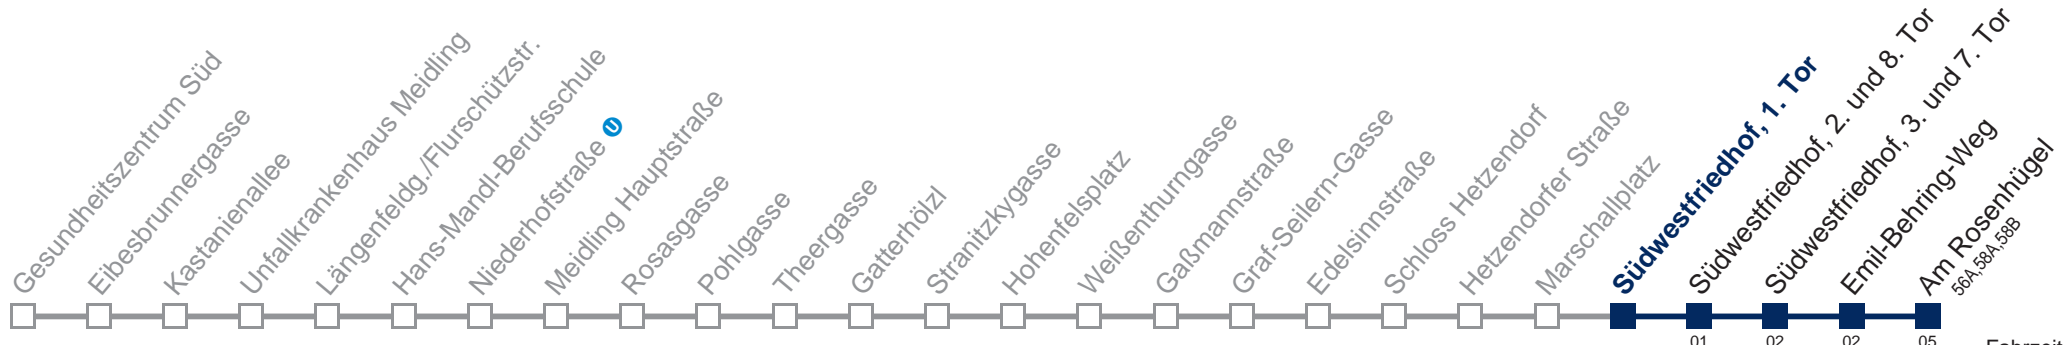 Gesundheitszentrum Süd
Eibesbrunnergasse
Kastanienallee
Unfallkrankenhaus Meidling
Längenfeldg./Flurschützstr.
Hans-Mandl-Berufsschule
Niederhofstraße U
Meidling Hauptstraße
Rosasgasse
Pohlgasse
Theergasse
Gatterhölzl
Stranitzkygasse
Hohenfelsplatz
Weißenthurngasse
Gaßmannstraße
Graf-Seilern-Gasse
Edelsinnstraße
Schloss Hetzendorf
Hetzendorfer Straße
Marschallplatz
Südwestfriedhof, 1. Tor
Südwestfriedhof, 2. und 8. Tor
Südwestfriedhof, 3. und 7. Tor
Emil-Behring-Weg
Am Rosenhügel
56A,58A,58B
01 02 02 05
Fahrzeit